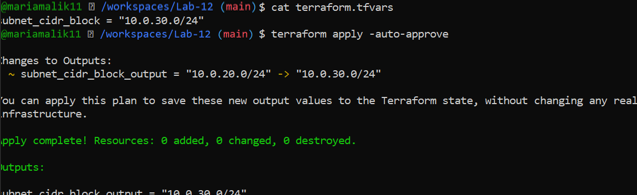 @mariamalik11 /workspaces/Lab-12 (main) $ cat terraform.tfvars
subnet_cidr_block = "10.0.30.0/24"
@mariamalik11 /workspaces/Lab-12 (main) $ terraform apply -auto-approve
Changes to Outputs:
~ subnet_cidr_block_output = "10.0.20.0/24" -> "10.0.30.0/24"
You can apply this plan to save these new output values to the Terraform state, without changing any real
infrastructure.
Apply complete! Resources: 0 added, 0 changed, 0 destroyed.
Outputs:
subnet_cidr_block_output = "10.0.30.0/24"